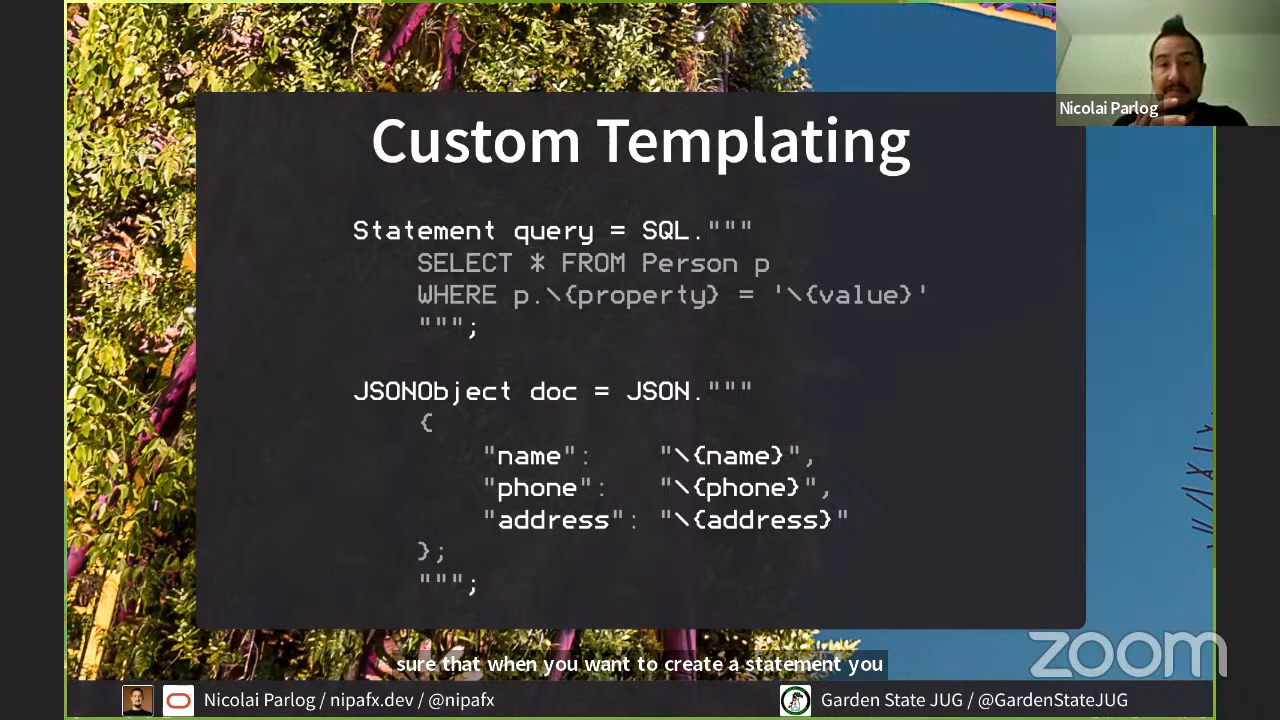 Custom Templating
Nicolai Parlog
Statement query = SQL."""
SELECT * FROM Person p
WHERE p.\{property} = '\{value}'
""";
JSONObject doc = JSON."""
{
"name": "\{name}",
"phone": "\{phone}",
"address": "\{address}"
};
""";
zoom
sure that when you want to create a statement you
Nicolai Parlog / nipafx.dev / @nipafx
Garden State JUG / @GardenStateJUG